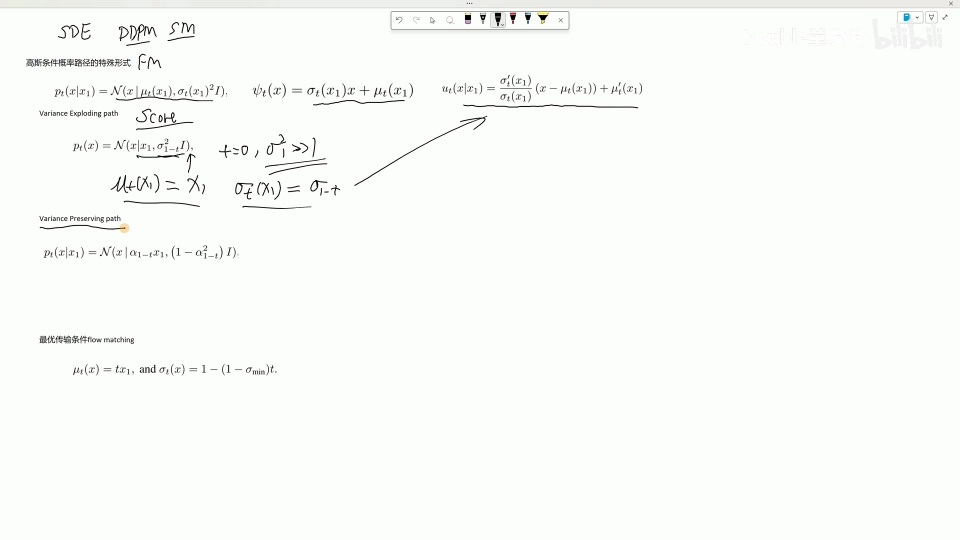 SDE DDPM SM
高斯条件概率路径的特殊形式 FM
p_t(x|x_1) = N(x | μ_t(x_1), σ_t(x_1)^2 I), ψ_t(x) = σ_t(x_1)x + μ_t(x_1) u_t(x|x_1) = σ′_t(x_1)/σ_t(x_1) (x − μ_t(x_1)) + μ′_t(x_1)
Variance Exploding path Score
p_t(x) = N(x|x_1, σ^2_{1−t} I), t=0, σ_1^2 >>1
μ_t(x_1) = x_1 σ_t(x_1) = σ_{1-t}
Variance Preserving path
p_t(x|x_1) = N(x | α_{1−t}x_1, (1 − α^2_{1−t}) I).
最优传输条件flow matching
μ_t(x) = tx_1, and σ_t(x) = 1 − (1 − σ_min)t.
bilibili